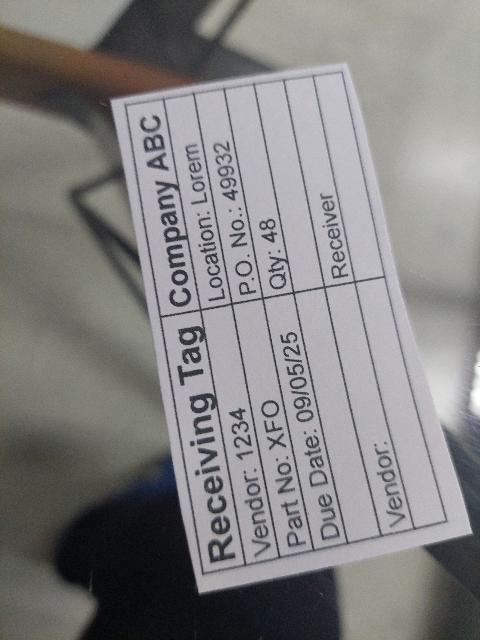 Receiving Tag Company ABC
Vendor: 1234 Location: Lorem
Part No: XFO P.O. No.: 49932
Due Date: 09/05/25 Qty: 48
Receiver
Vendor: